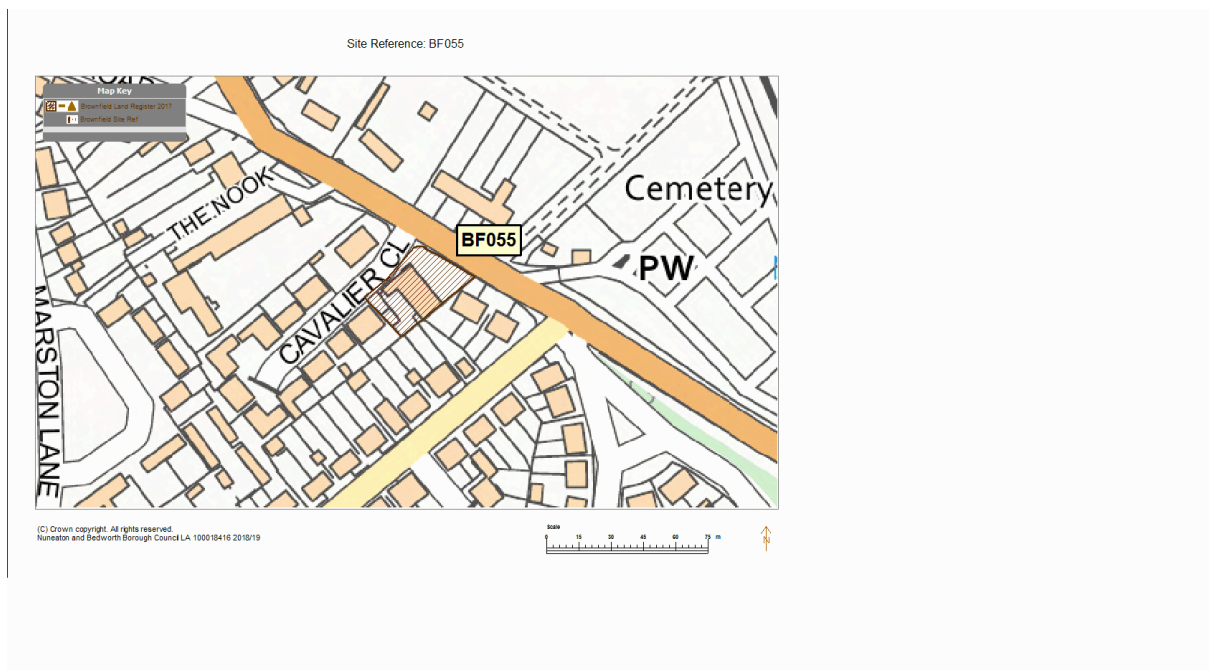 Site Reference: BF055
Map Key
Brownfield Land Register 2017
Brownfield Site Ref
THE NOOK
Cemetery
BF055
PW
CAVALIER CL
MARSTON LANE
(C) Crown copyright. All rights reserved.
Nuneaton and Bedworth Borough Council LA 100018416 2018/19
Scale
0 15 30 45 60 75 m
N